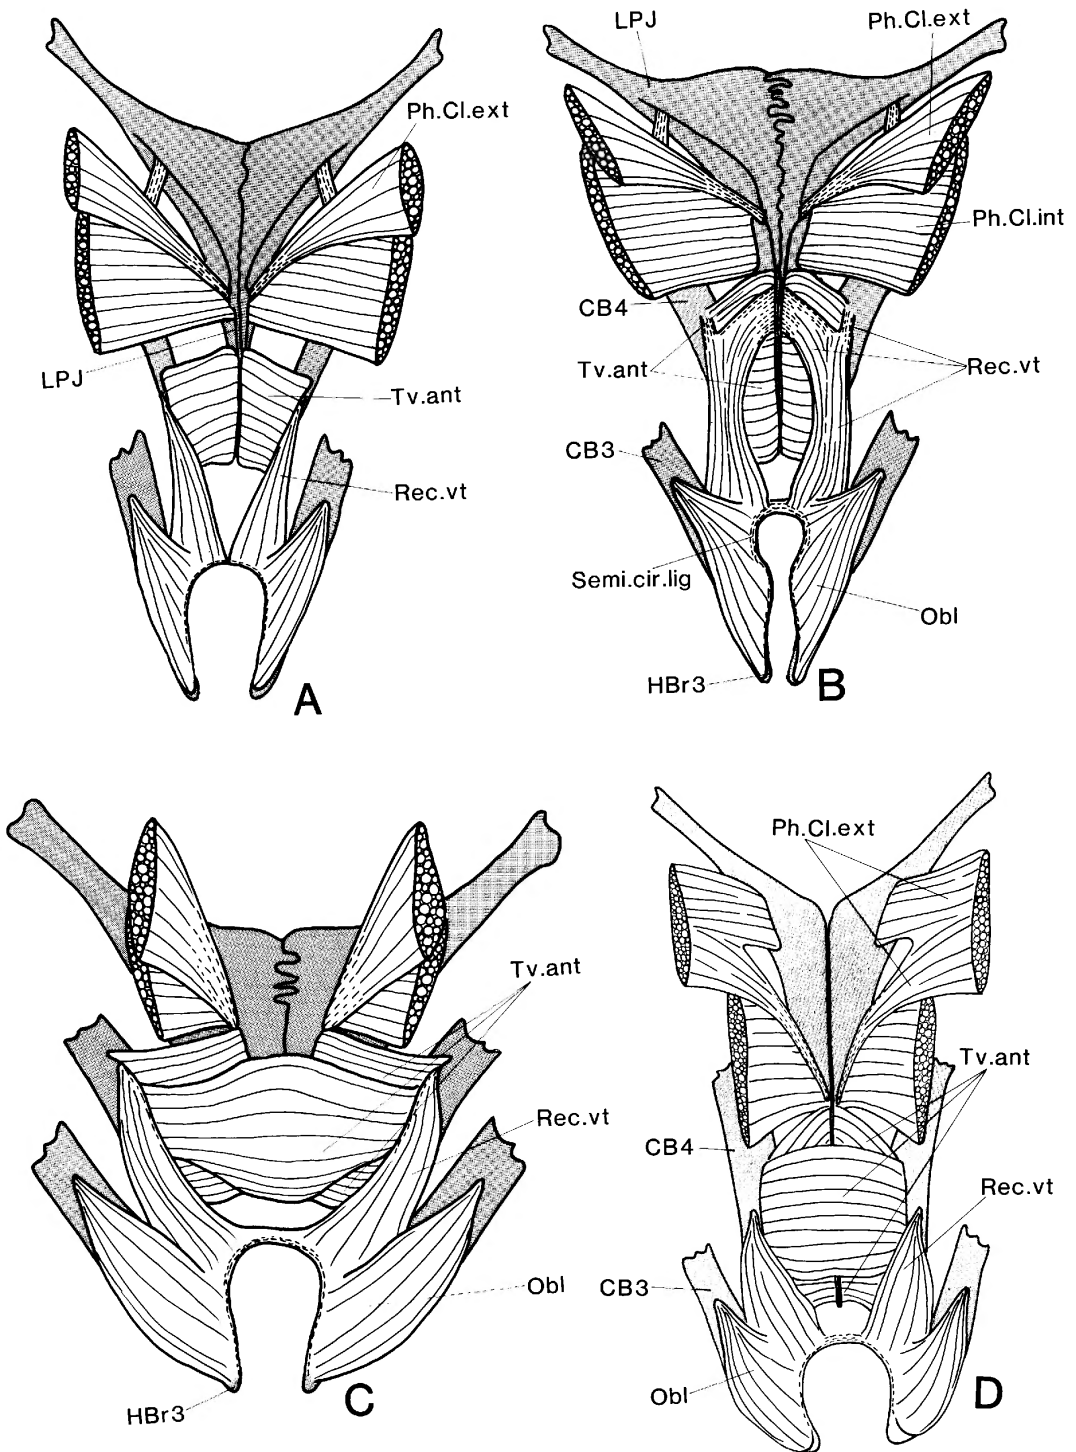 Ph.Cl.ext
LPJ
Tv.ant
Rec.vt
A
LPJ
Ph.Cl.ext
Ph.Cl.int
CB4
Tv.ant
Rec.vt
CB3
Semi.cir.lig
Obl
HBr3
B
Tv.ant
Rec.vt
Obl
HBr3
C
Ph.Cl.ext
Tv.ant
CB4
Rec.vt
CB3
Obl
D